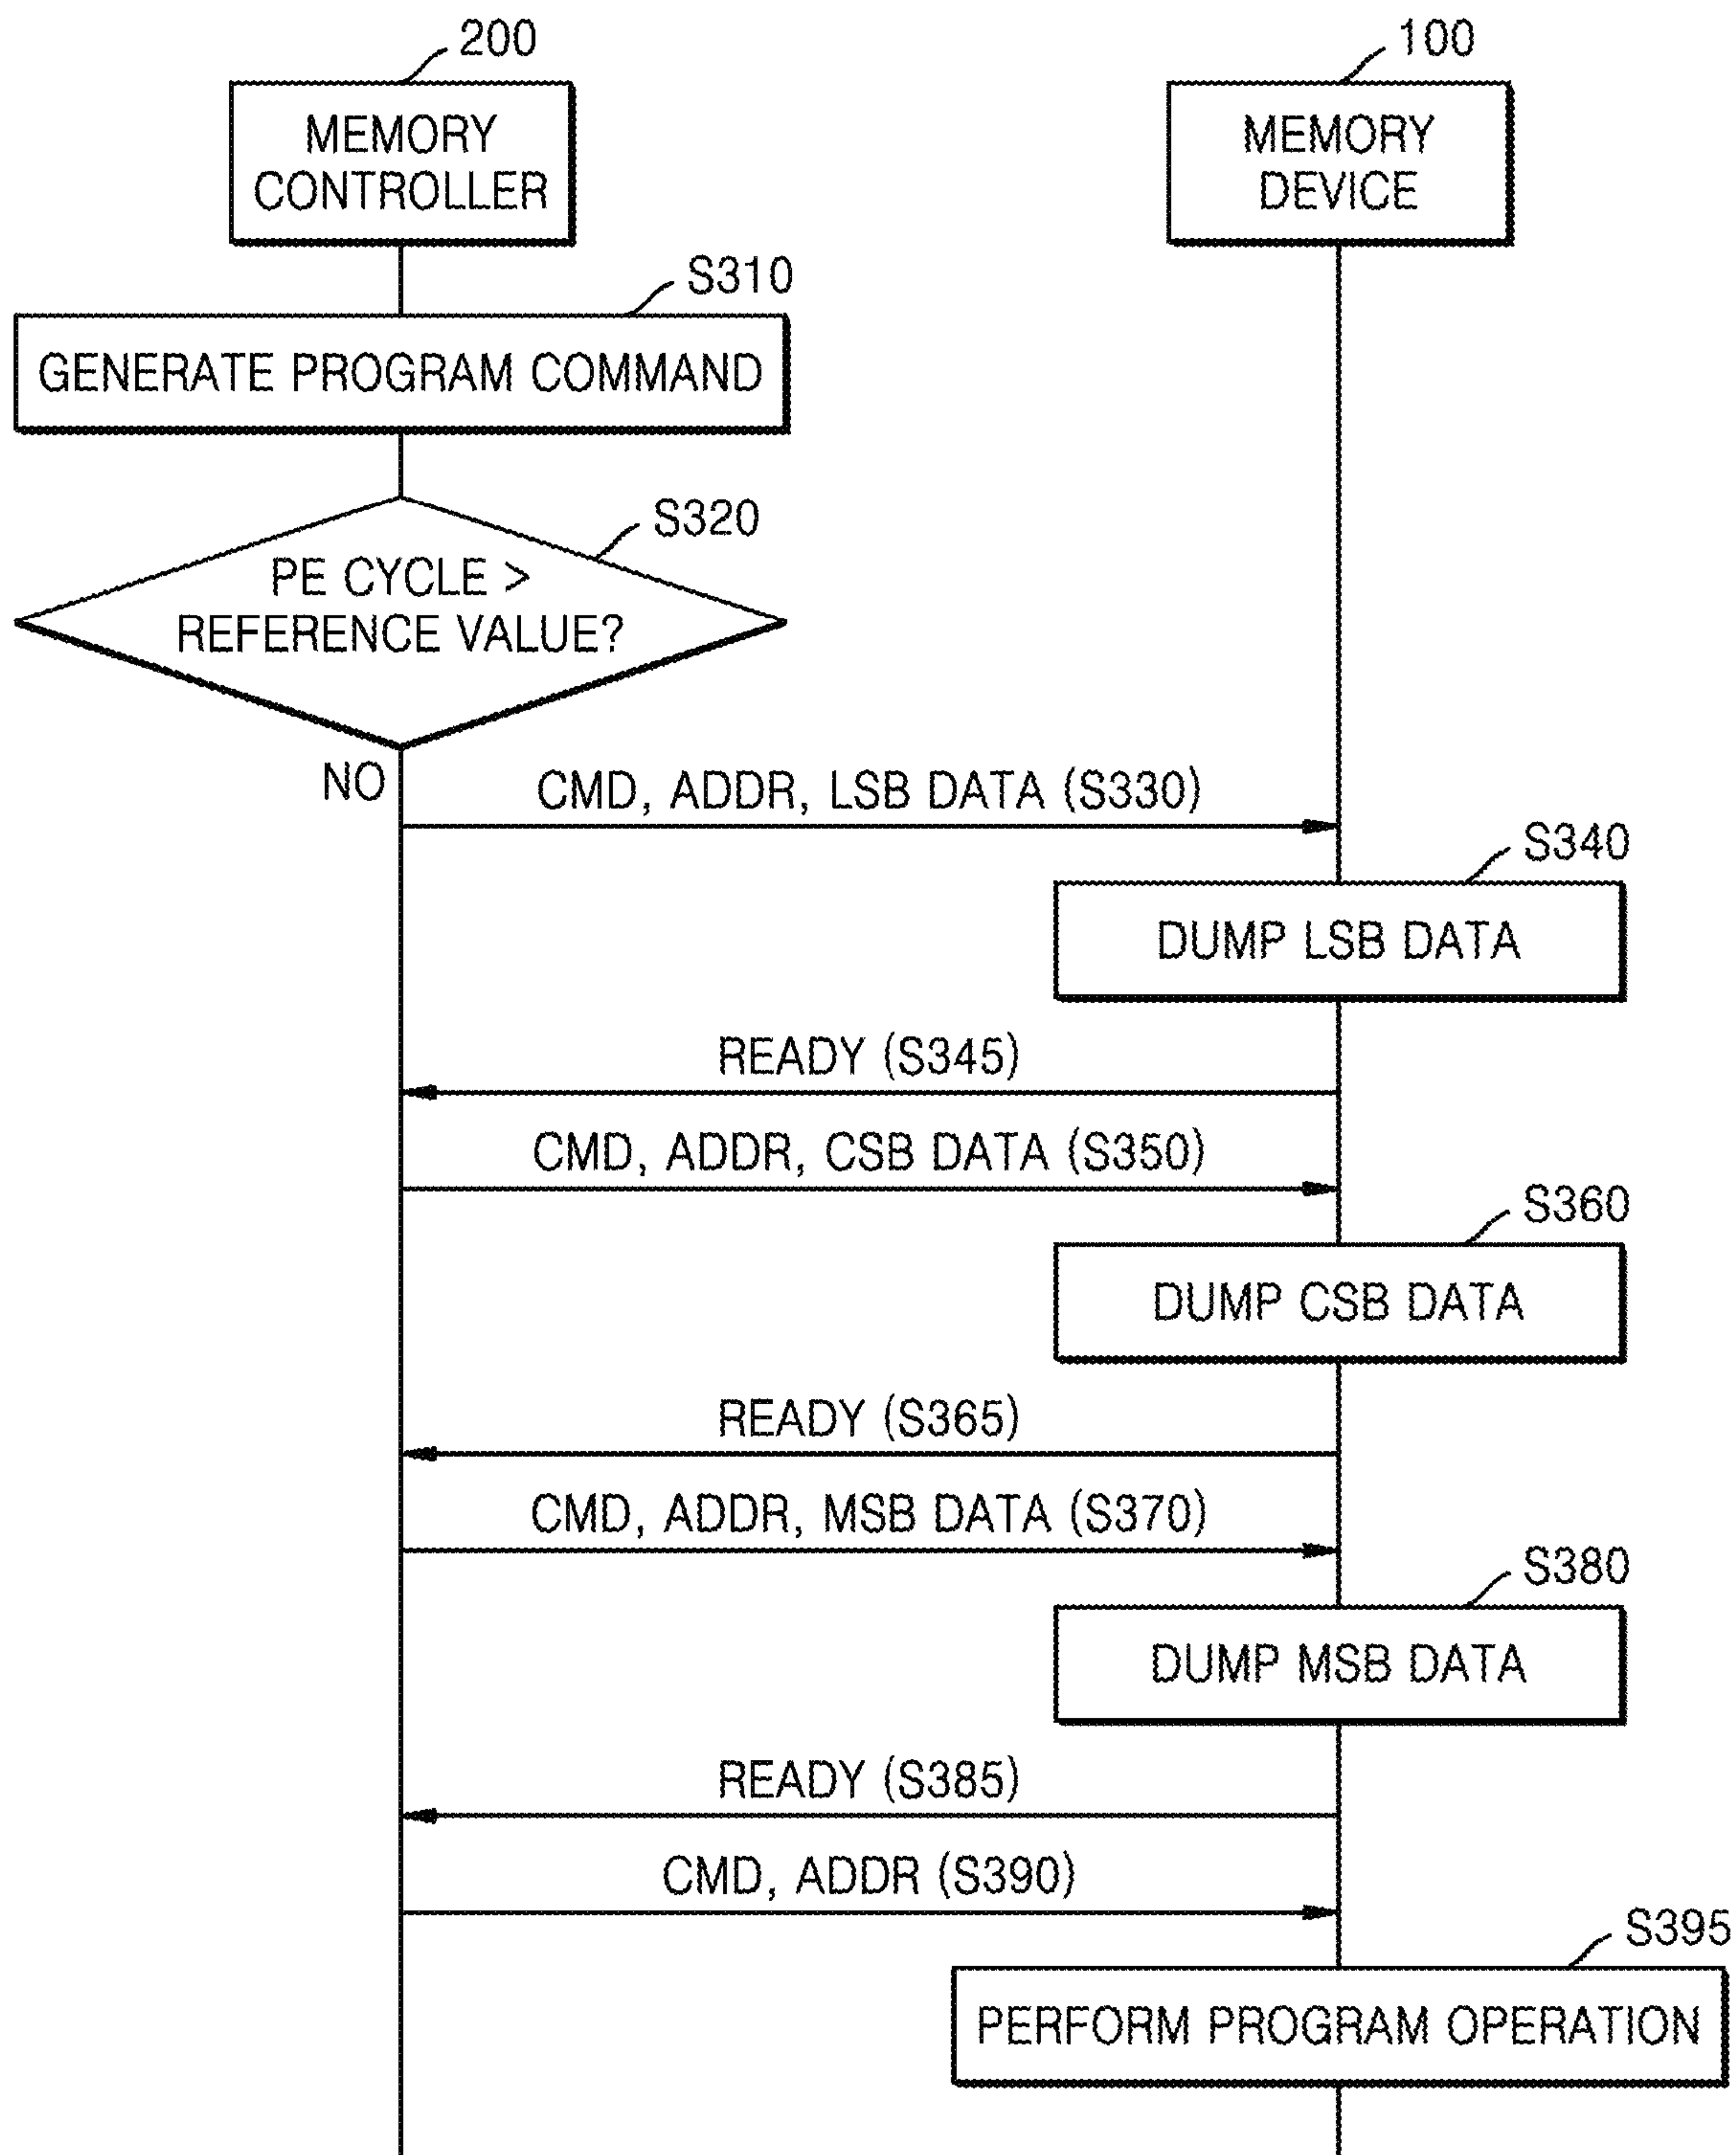 200
100
MEMORY
CONTROLLER
MEMORY
DEVICE
S310
GENERATE PROGRAM COMMAND
S320
PE CYCLE >
REFERENCE VALUE?
NO
CMD, ADDR, LSB DATA (S330)
S340
DUMP LSB DATA
READY (S345)
CMD, ADDR, CSB DATA (S350)
S360
DUMP CSB DATA
READY (S365)
CMD, ADDR, MSB DATA (S370)
S380
DUMP MSB DATA
READY (S385)
CMD, ADDR (S390)
S395
PERFORM PROGRAM OPERATION